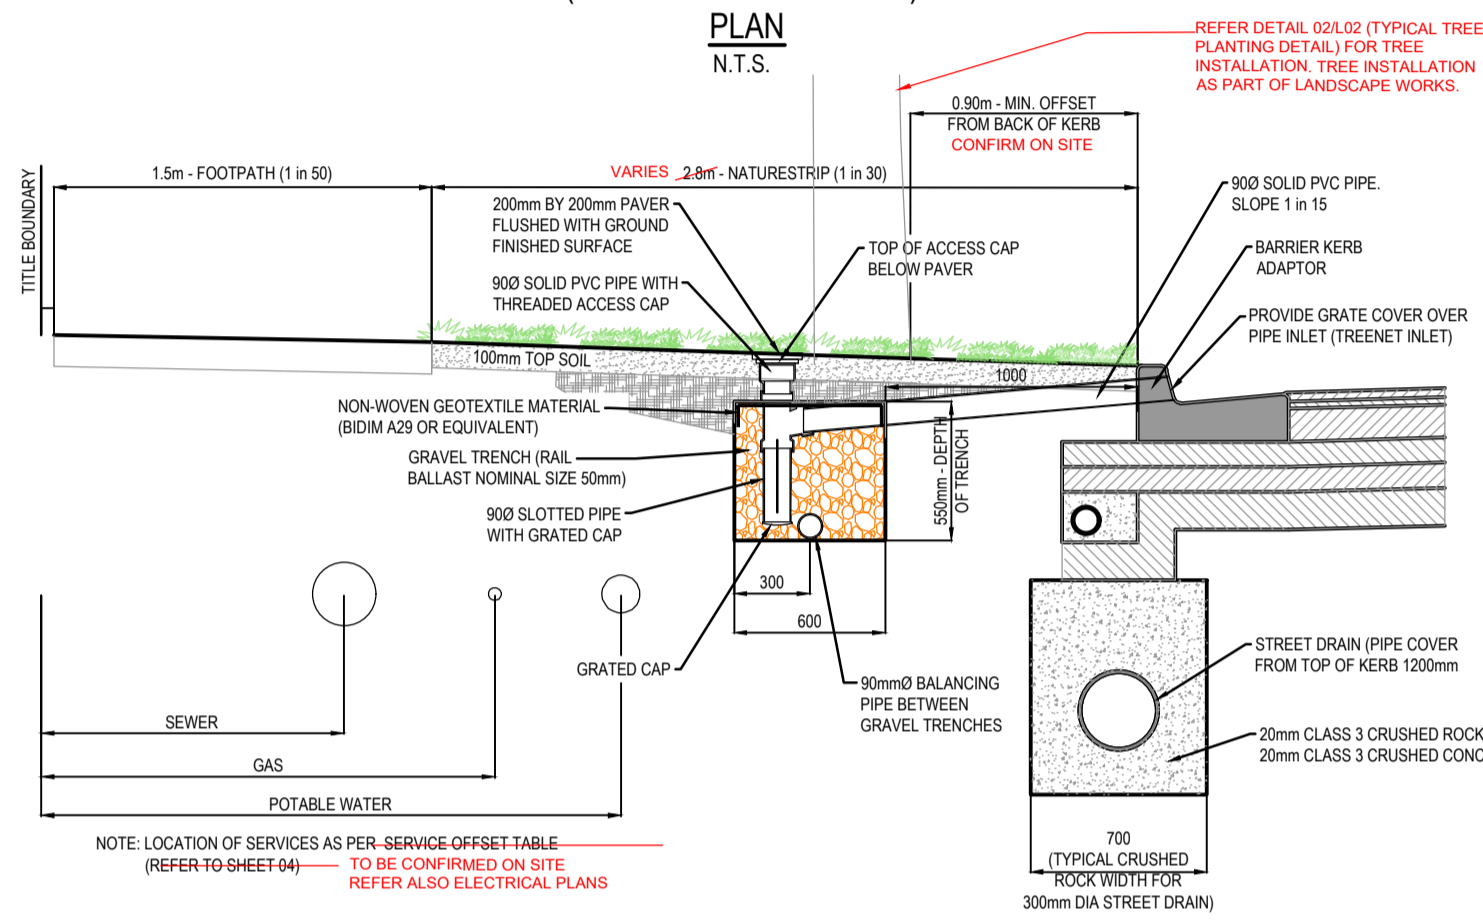 PLAN
N.T.S.
REFER DETAIL 02/L02 (TYPICAL TREE
PLANTING DETAIL) FOR TREE
INSTALLATION. TREE INSTALLATION
AS PART OF LANDSCAPE WORKS.
0.90m - MIN. OFFSET
FROM BACK OF KERB
CONFIRM ON SITE
TITLE BOUNDARY
1.5m - FOOTPATH (1 in 50)
VARIES 2.8m - NATURESTRIP (1 in 30)
200mm BY 200mm PAVER
FLUSHED WITH GROUND
FINISHED SURFACE
90Ø SOLID PVC PIPE WITH
THREADED ACCESS CAP
TOP OF ACCESS CAP
BELOW PAVER
90Ø SOLID PVC PIPE.
SLOPE 1 in 15
BARRIER KERB
ADAPTOR
PROVIDE GRATE COVER OVER
PIPE INLET (TREENET INLET)
100mm TOP SOIL
1000
NON-WOVEN GEOTEXTILE MATERIAL
(BIDIM A29 OR EQUIVALENT)
GRAVEL TRENCH (RAIL
BALLAST NOMINAL SIZE 50mm)
90Ø SLOTTED PIPE
WITH GRATED CAP
550mm - DEPTH
OF TRENCH
300
600
GRATED CAP
90mmØ BALANCING
PIPE BETWEEN
GRAVEL TRENCHES
STREET DRAIN (PIPE COVER
FROM TOP OF KERB 1200mm
20mm CLASS 3 CRUSHED ROCK
20mm CLASS 3 CRUSHED CONC
SEWER
GAS
POTABLE WATER
NOTE: LOCATION OF SERVICES AS PER SERVICE OFFSET TABLE
(REFER TO SHEET 04) TO BE CONFIRMED ON SITE
REFER ALSO ELECTRICAL PLANS
700
(TYPICAL CRUSHED
ROCK WIDTH FOR
300mm DIA STREET DRAIN)